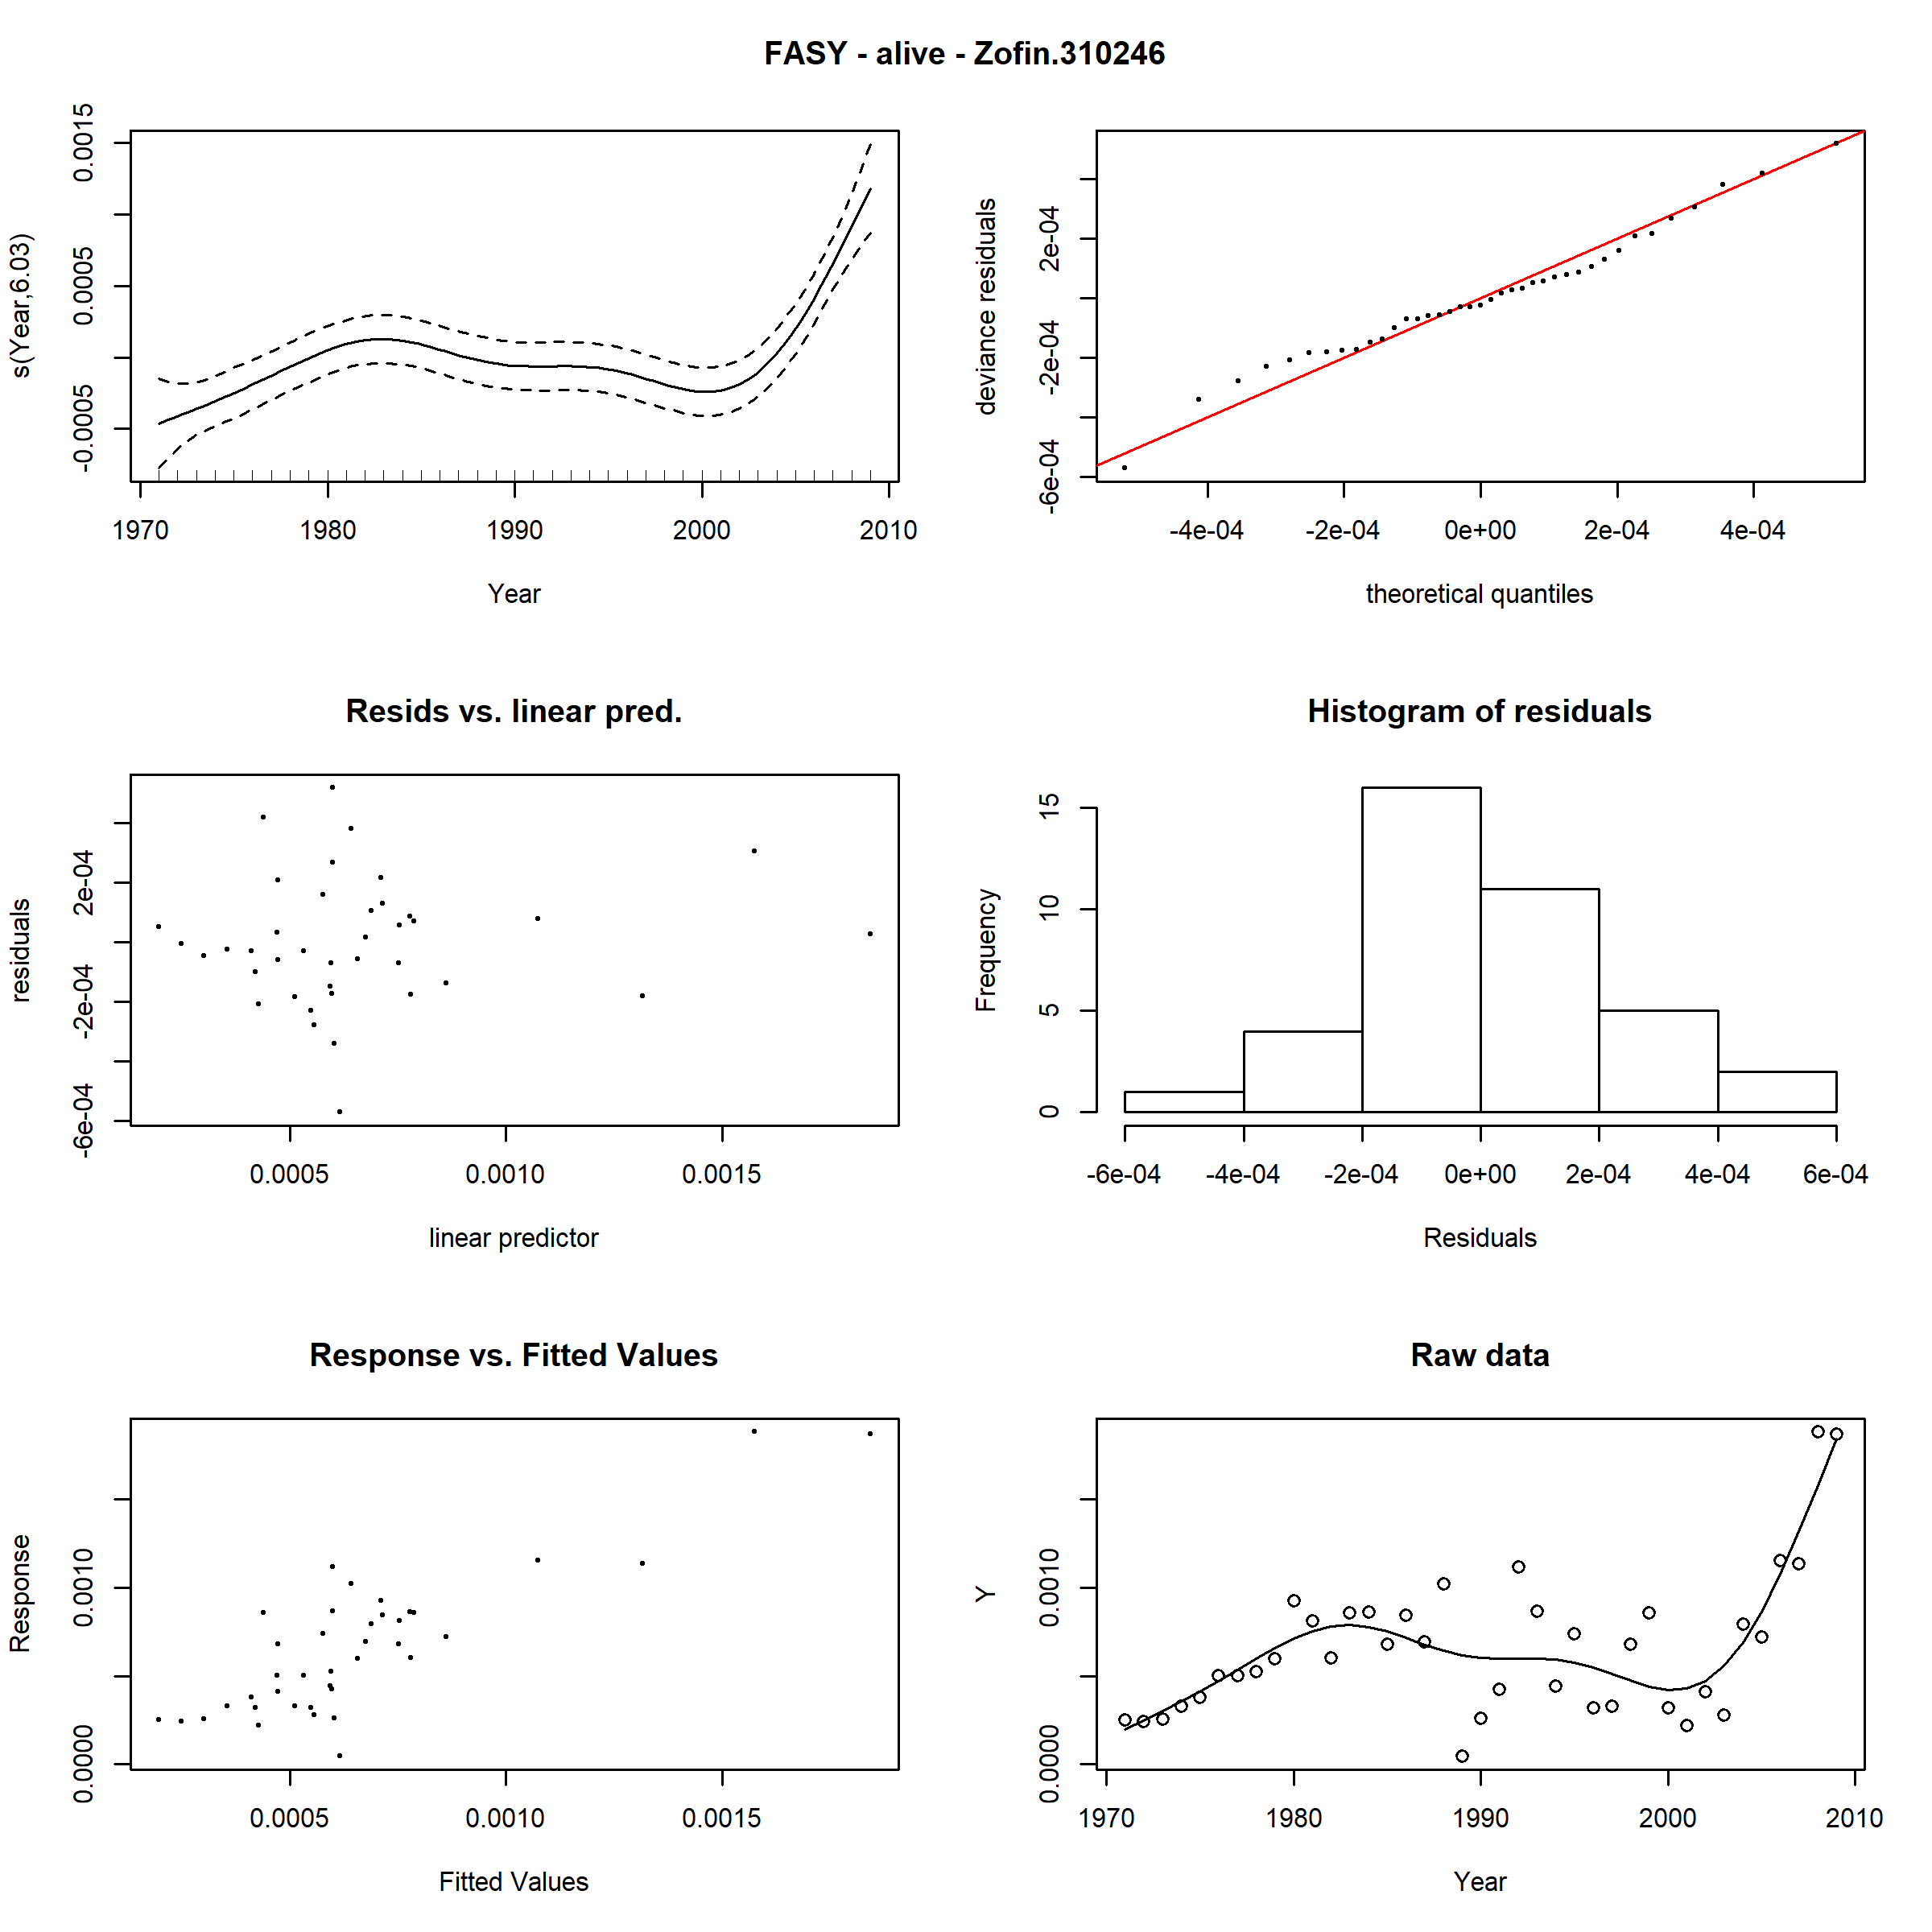 FASY - alive - Zofin.310246
s(Year,6.03)
-0.0005 0.0005 0.0015
1970 1980 1990 2000 2010
Year
deviance residuals
-6e-04 -2e-04 2e-04
-4e-04 -2e-04 0e+00 2e-04 4e-04
theoretical quantiles
Resids vs. linear pred.
residuals
-6e-04 -2e-04 2e-04
0.0005 0.0010 0.0015
linear predictor
Histogram of residuals
Frequency
0 5 10 15
-6e-04 -4e-04 -2e-04 0e+00 2e-04 4e-04 6e-04
Residuals
Response vs. Fitted Values
Response
0.0000 0.0010
0.0005 0.0010 0.0015
Fitted Values
Raw data
Y
0.0000 0.0010
1970 1980 1990 2000 2010
Year